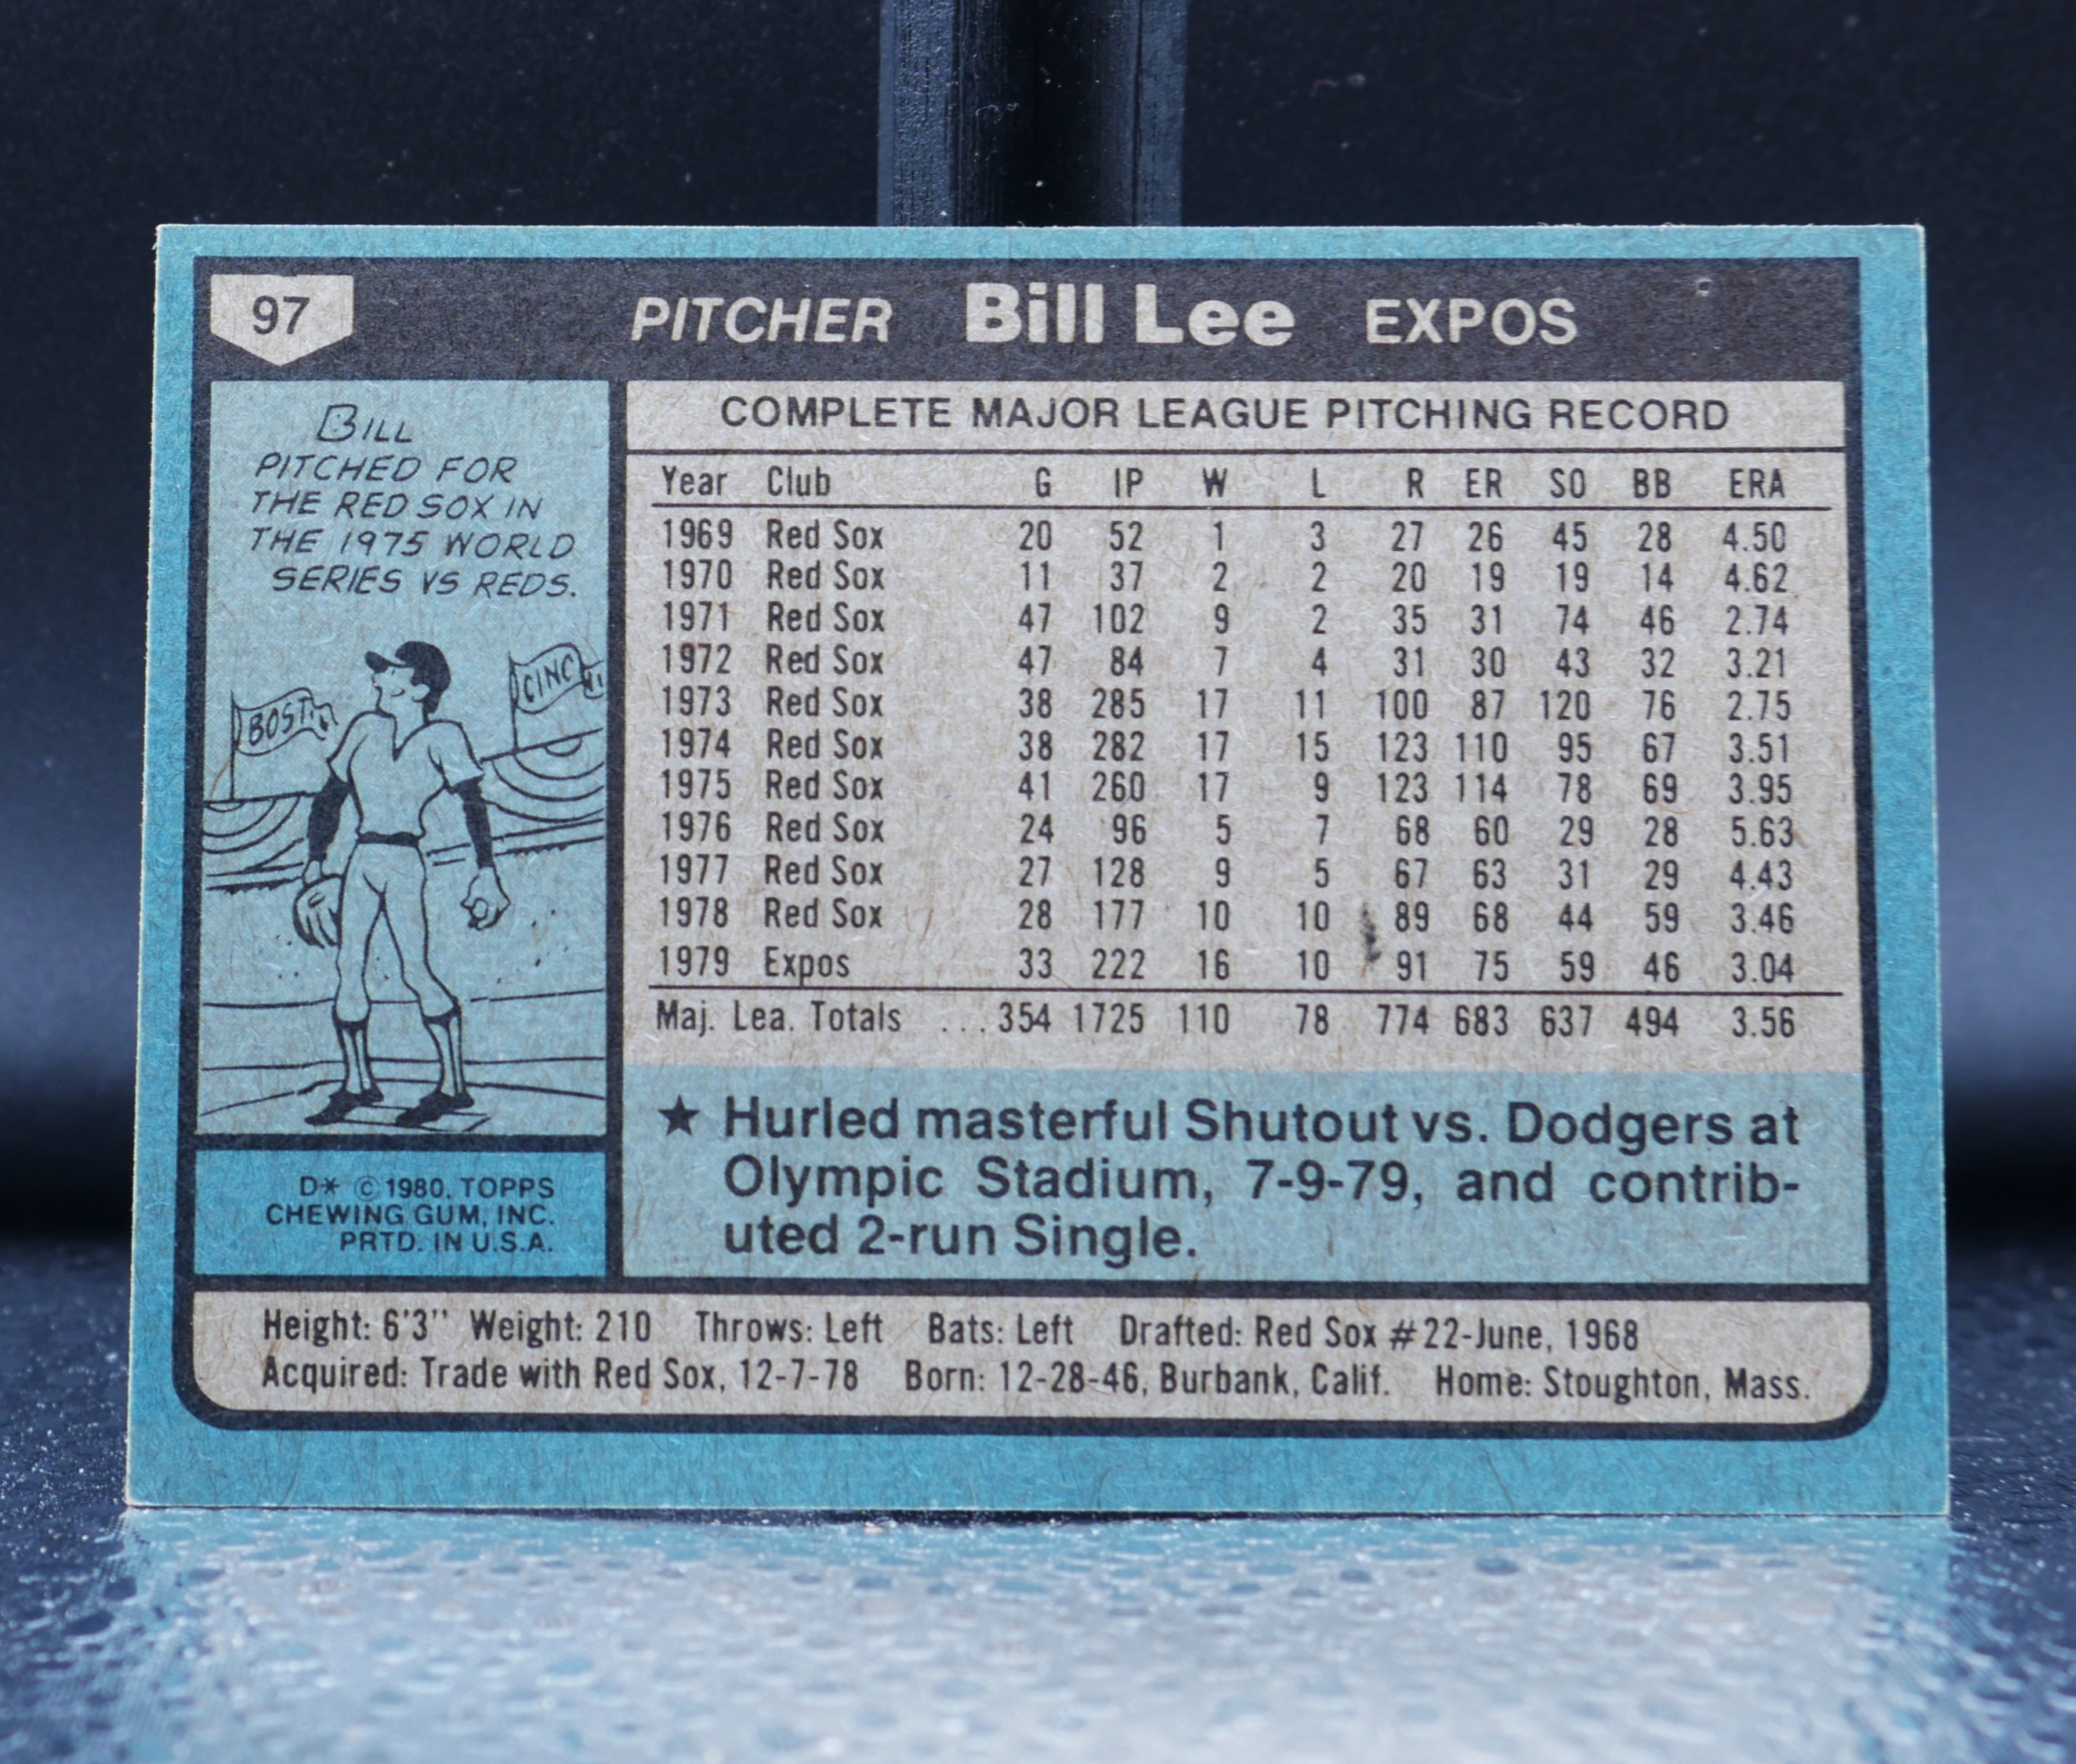 97
PITCHER Bill Lee EXPOS
BILL
PITCHED FOR
THE RED SOX IN
THE 1975 WORLD
SERIES VS REDS.
BOST.
CINC
D* © 1980. TOPPS
CHEWING GUM, INC.
PRTD. IN U.S.A.
COMPLETE MAJOR LEAGUE PITCHING RECORD
Year Club G IP W L R ER SO BB ERA
1969 Red Sox 20 52 1 3 27 26 45 28 4.50
1970 Red Sox 11 37 2 2 20 19 19 14 4.62
1971 Red Sox 47 102 9 2 35 31 74 46 2.74
1972 Red Sox 47 84 7 4 31 30 43 32 3.21
1973 Red Sox 38 285 17 11 100 87 120 76 2.75
1974 Red Sox 38 282 17 15 123 110 95 67 3.51
1975 Red Sox 41 260 17 9 123 114 78 69 3.95
1976 Red Sox 24 96 5 7 68 60 29 28 5.63
1977 Red Sox 27 128 9 5 67 63 31 29 4.43
1978 Red Sox 28 177 10 10 89 68 44 59 3.46
1979 Expos 33 222 16 10 91 75 59 46 3.04
Maj. Lea. Totals ...354 1725 110 78 774 683 637 494 3.56
★ Hurled masterful Shutout vs. Dodgers at
Olympic Stadium, 7-9-79, and contrib-
uted 2-run Single.
Height: 6'3" Weight: 210 Throws: Left Bats: Left Drafted: Red Sox #22-June, 1968
Acquired: Trade with Red Sox, 12-7-78 Born: 12-28-46, Burbank, Calif. Home: Stoughton, Mass.